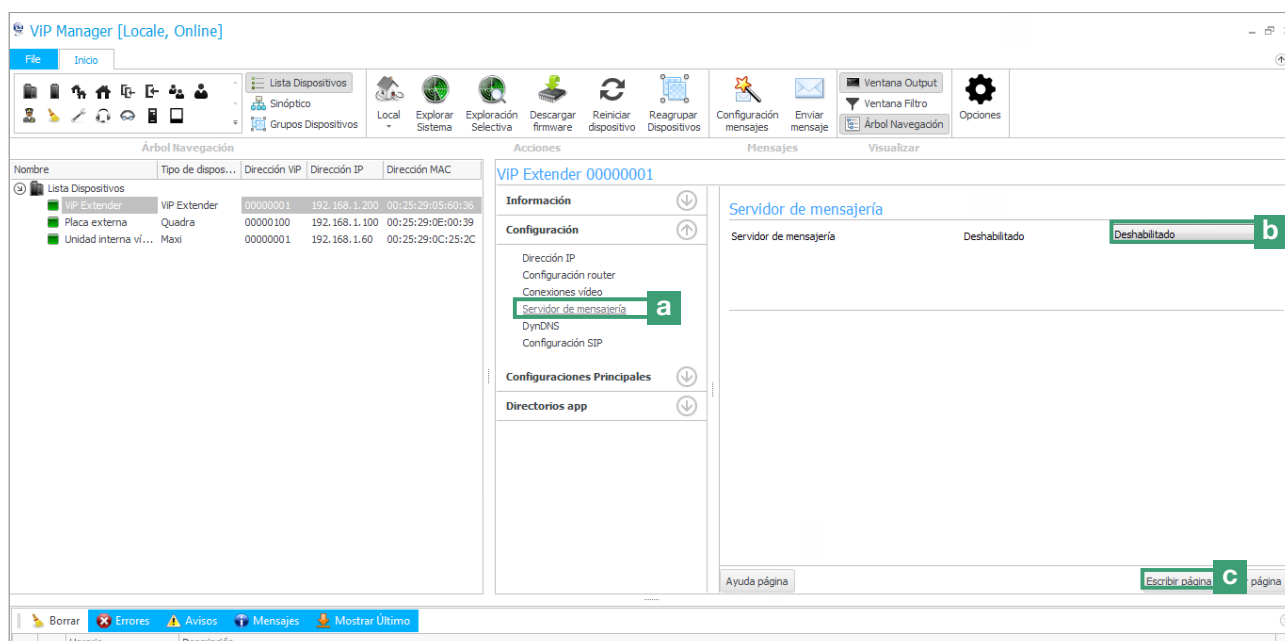 ViP Manager [Locale, Online]
File Inicio
Lista Dispositivos
Sinóptico
Grupos Dispositivos
Local
Explorar Sistema
Exploración Selectiva
Descargar firmware
Reiniciar dispositivo
Reagrupar Dispositivos
Configuración mensajes
Enviar mensaje
Ventana Output
Ventana Filtro
Árbol Navegación
Opciones
Árbol Navegación Acciones Mensajes Visualizar
Nombre Tipo de dispos... Dirección ViP Dirección IP Dirección MAC
Lista Dispositivos
ViP Extender ViP Extender 00000001 192.168.1.200 00:25:29:05:60:36
Placa externa Quadra 00000100 192.168.1.100 00:25:29:0E:00:39
Unidad interna ví... Maxi 00000001 192.168.1.60 00:25:29:0C:25:2C
ViP Extender 00000001
Información
Configuración
Dirección IP
Configuración router
Conexiones vídeo
Servidor de mensajería a
DynDNS
Configuración SIP
Configuraciones Principales
Directorios app
Servidor de mensajería
Servidor de mensajería Deshabilitado Deshabilitado b
Ayuda página Escribir página c página
Borrar Errores Avisos Mensajes Mostrar Último